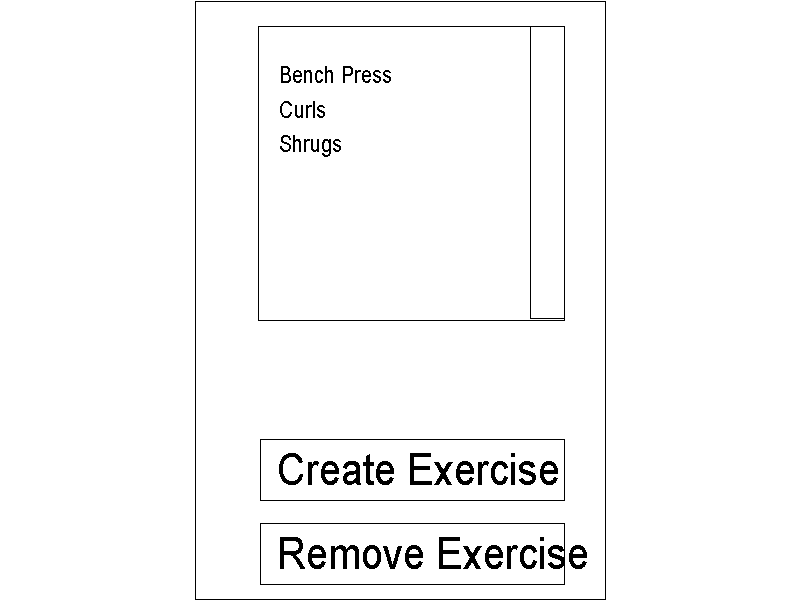 Bench Press
Curls
Shrugs
Create Exercise
Remove Exercise